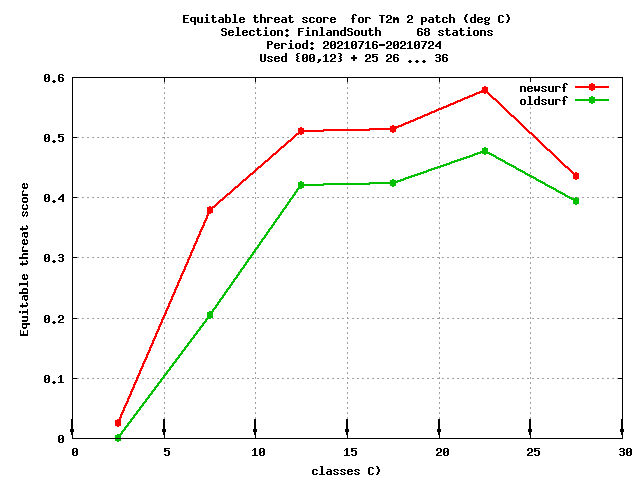 Equitable threat score  for T2m 2 patch (deg C)
Selection: FinlandSouth     68 stations
Period: 20210716-20210724
Used {00,12} + 25 26 ... 36
newsurf
oldsurf
0.6
0.5
0.4
0.3
0.2
0.1
0
Equitable threat score
0 5 10 15 20 25 30
classes C)